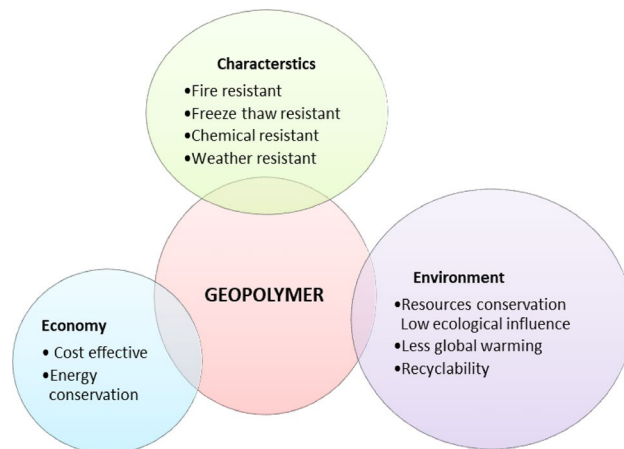 Characterstics
•Fire resistant
•Freeze thaw resistant
•Chemical resistant
•Weather resistant
GEOPOLYMER
Economy
• Cost effective
•Energy
conservation
Environment
•Resources conservation
Low ecological influence
•Less global warming
•Recyclability